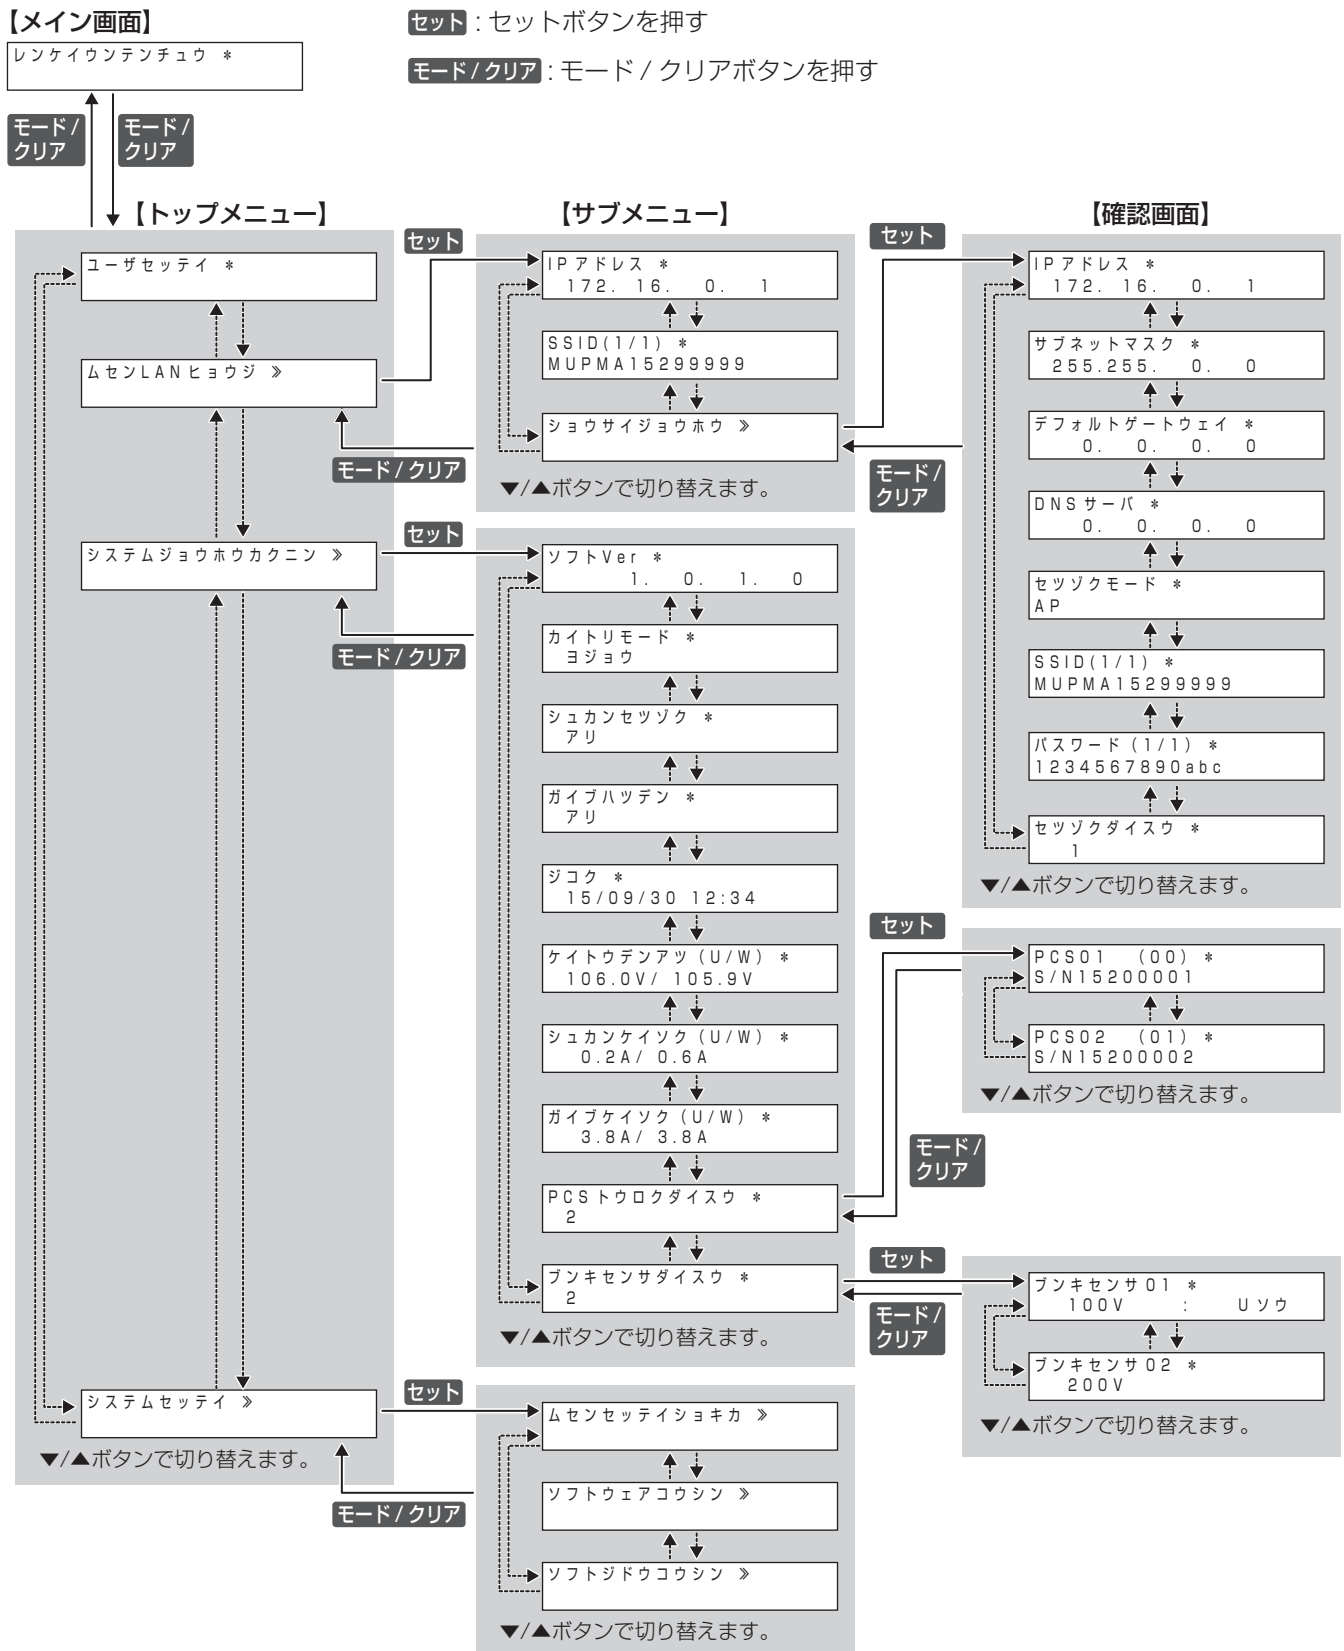 【メイン画面】
レンケイウンテンチュウ *
セット : セットボタンを押す
モード / クリア : モード / クリアボタンを押す
モード /
クリア
モード /
クリア
【トップメニュー】
ユーザセッテイ *
ムセンLANヒョウジ 》
システムジョウホウカクニン 》
システムセッテイ 》
▼/▲ボタンで切り替えます。
セット
モード / クリア
セット
モード / クリア
セット
モード / クリア
【サブメニュー】
IPアドレス *
172. 16. 0. 1
SSID(1/1) *
MUPMA15299999
ショウサイジョウホウ 》
▼/▲ボタンで切り替えます。
ソフトVer *
1. 0. 1. 0
カイトリモード *
ヨジョウ
シュカンセツゾク *
アリ
ガイブハツデン *
アリ
ジコク *
15/09/30 12:34
ケイトウデンアツ(U/W) *
106.0V/ 105.9V
シュカンケイソク(U/W) *
0.2A/ 0.6A
ガイブケイソク(U/W) *
3.8A/ 3.8A
PCSトウロクダイスウ *
2
ブンキセンサダイスウ *
2
▼/▲ボタンで切り替えます。
ムセンセッテイショキカ 》
ソフトウェアコウシン 》
ソフトジドウコウシン 》
▼/▲ボタンで切り替えます。
セット
モード /
クリア
セット
モード /
クリア
セット
モード /
クリア
【確認画面】
IPアドレス *
172. 16. 0. 1
サブネットマスク *
255.255. 0. 0
デフォルトゲートウェイ *
0. 0. 0. 0
DNSサーバ *
0. 0. 0. 0
セツゾクモード *
AP
SSID(1/1) *
MUPMA15299999
パスワード(1/1) *
1234567890abc
セツゾクダイスウ *
1
▼/▲ボタンで切り替えます。
PCS01 (00) *
S/N15200001
PCS02 (01) *
S/N15200002
▼/▲ボタンで切り替えます。
ブンキセンサ01 *
100V : Uソウ
ブンキセンサ02 *
200V
▼/▲ボタンで切り替えます。